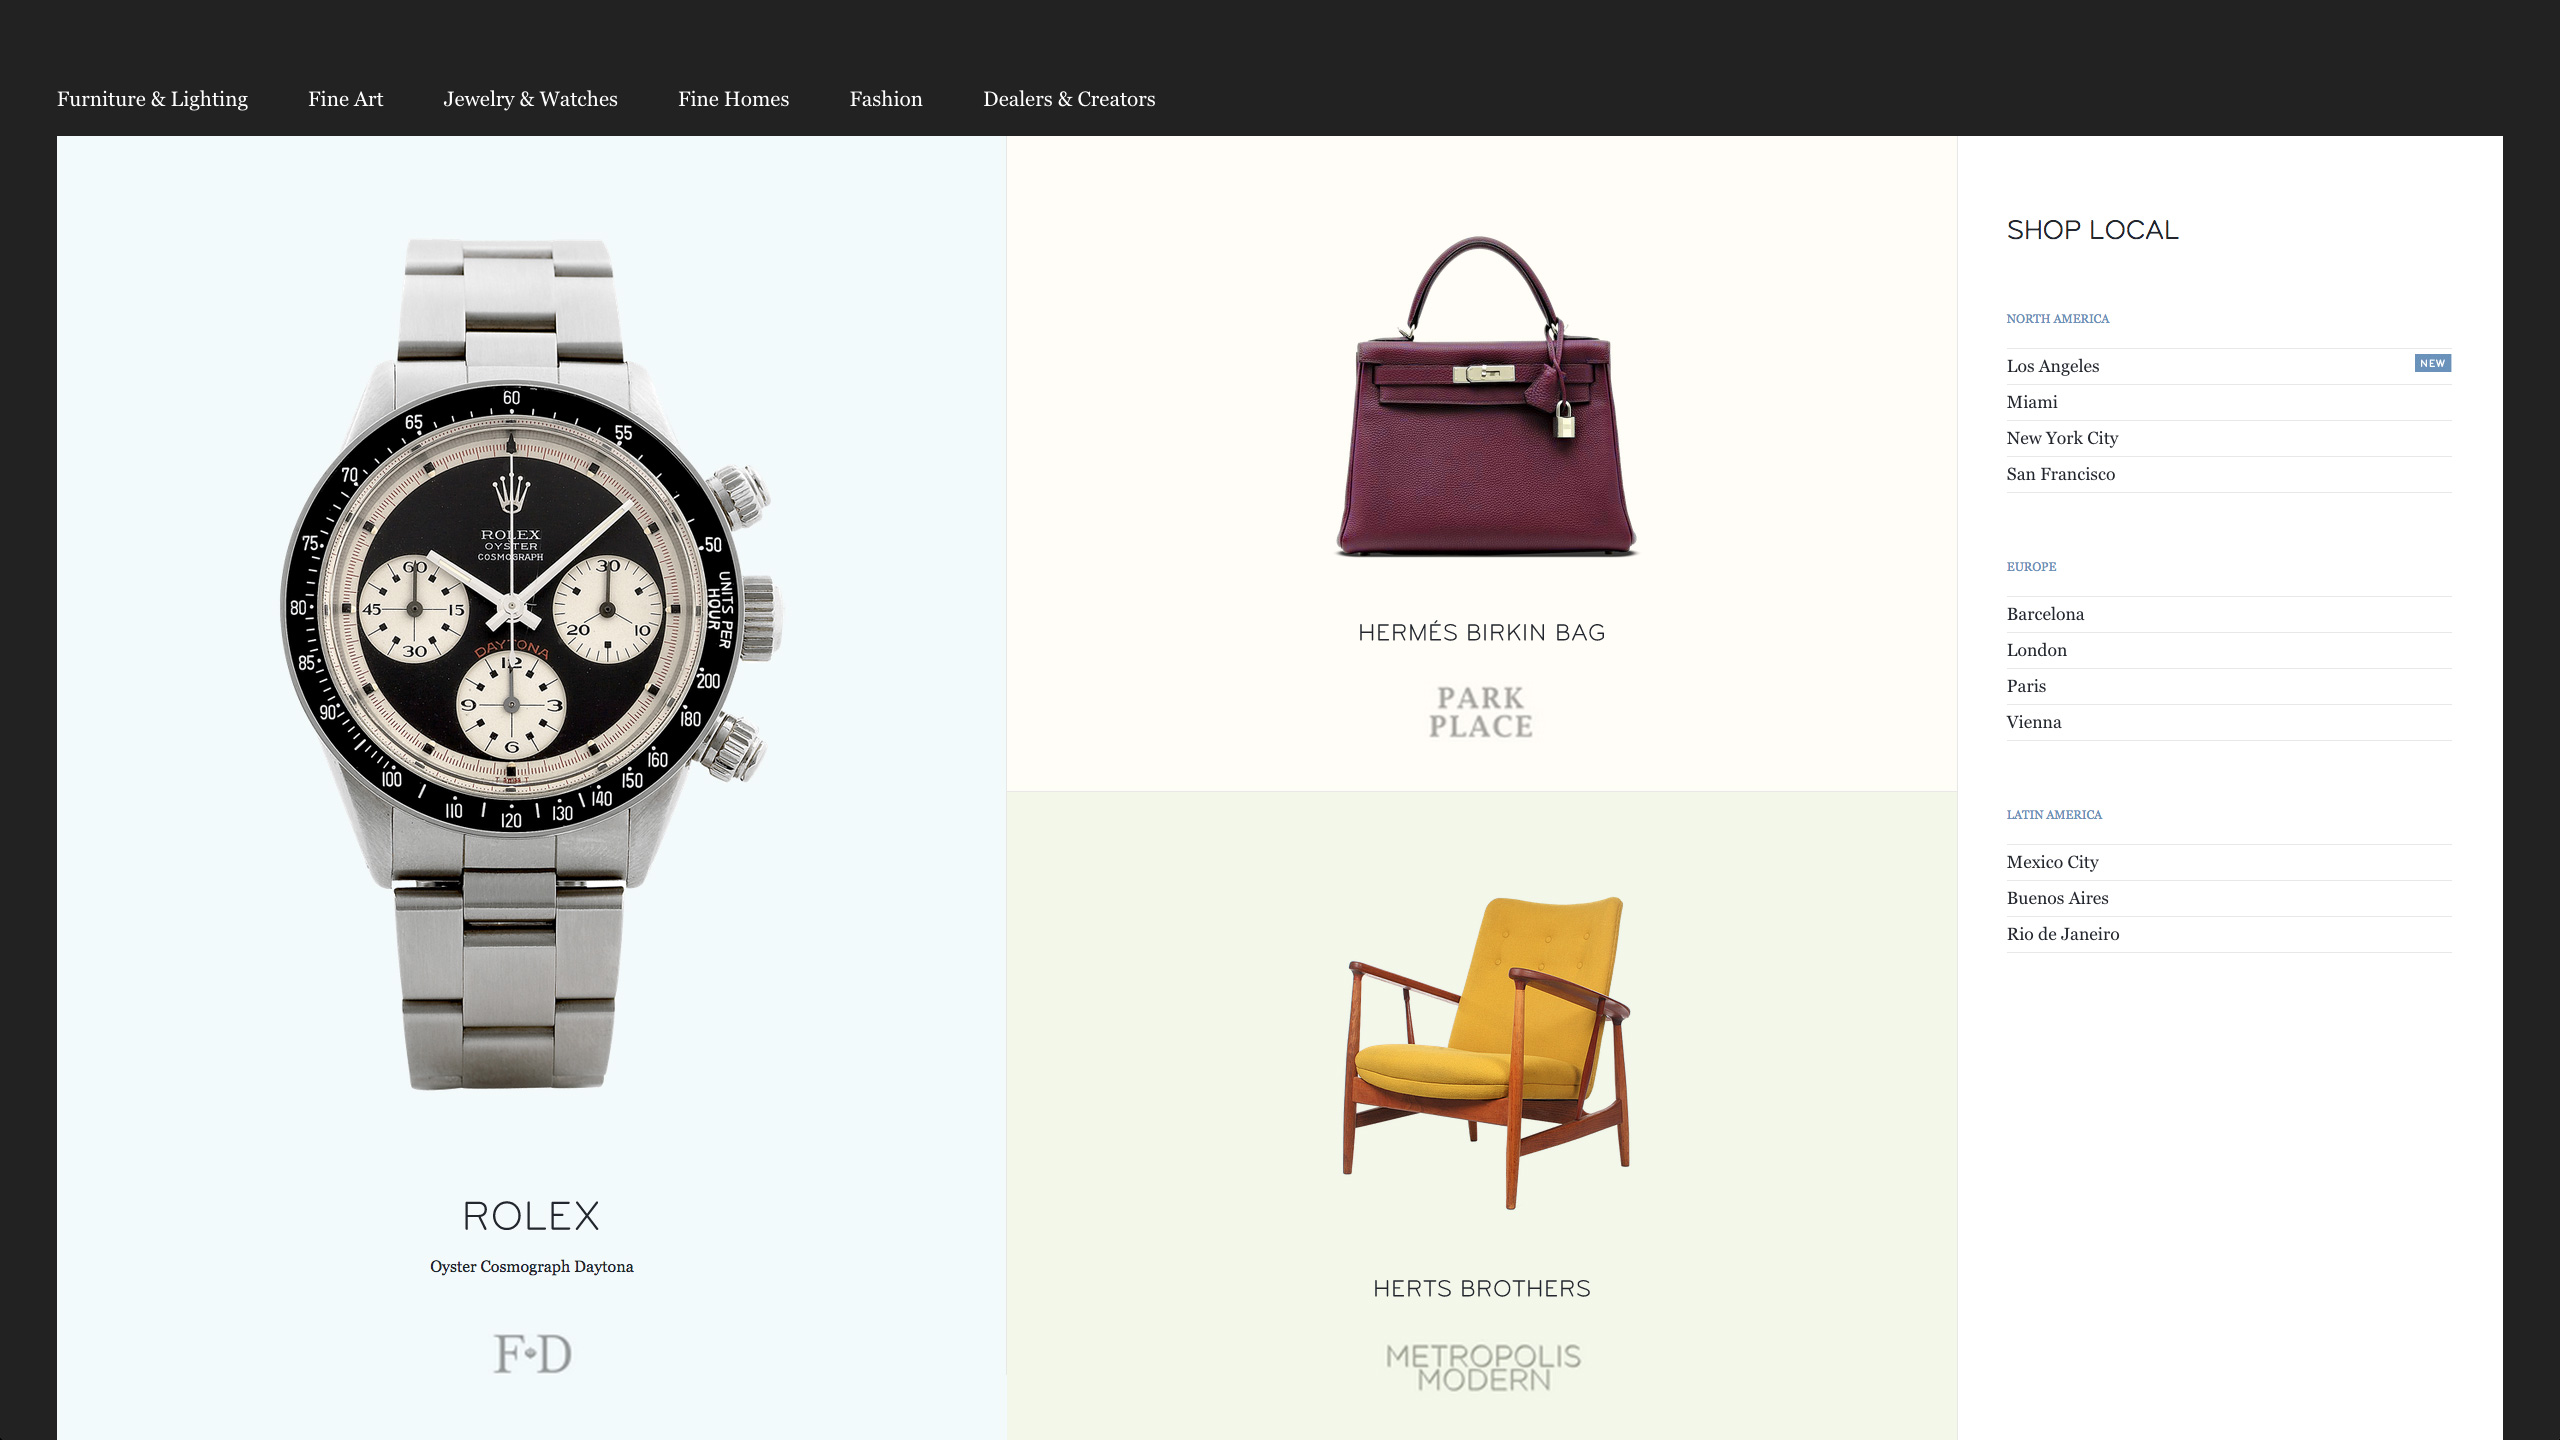 Furniture & Lighting
Fine Art
Jewelry & Watches
Fine Homes
Fashion
Dealers & Creators
60
55
50
UNITS PER
HOUR
200
180
160
150
140
130
120
110
100
90
85
80
75
70
65
ROLEX
OYSTER
COSMOGRAPH
60
15
30
45
30
10
20
DAYTONA
12
3
6
9
ROLEX
Oyster Cosmograph Daytona
F D
HERMÉS BIRKIN BAG
PARK
PLACE
HERTS BROTHERS
METROPOLIS
MODERN
SHOP LOCAL
NORTH AMERICA
Los Angeles NEW
Miami
New York City
San Francisco
EUROPE
Barcelona
London
Paris
Vienna
LATIN AMERICA
Mexico City
Buenos Aires
Rio de Janeiro